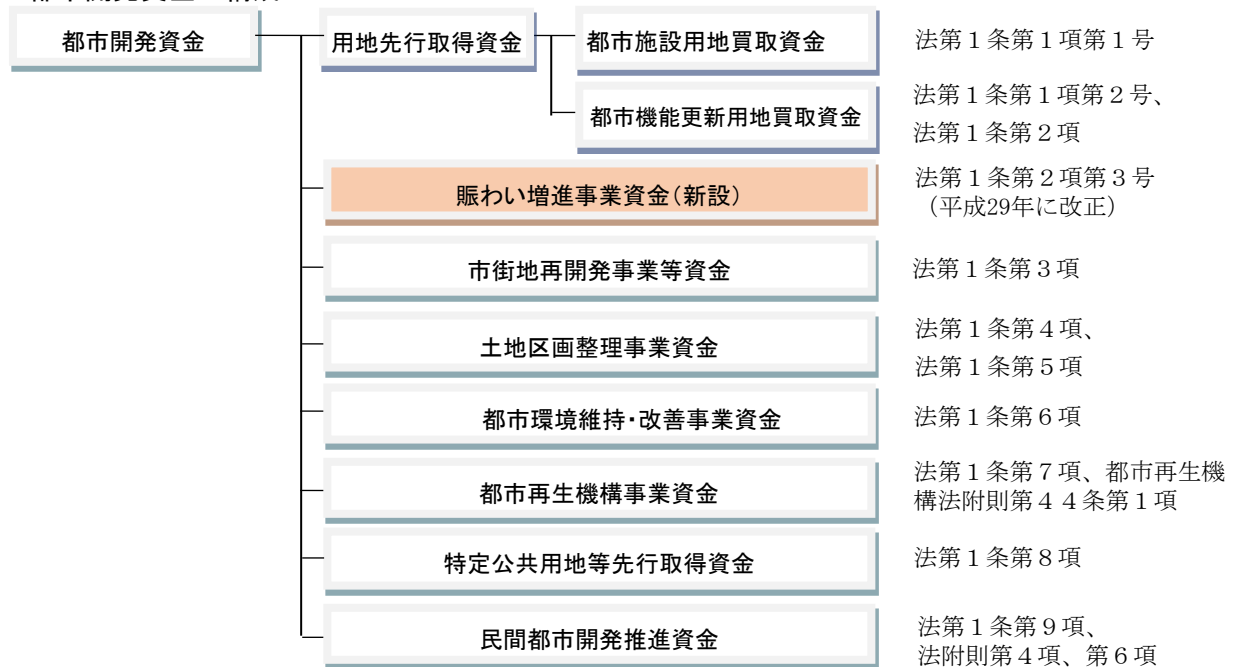 都市開発資金
用地先行取得資金
都市施設用地買取資金
法第１条第１項第１号
都市機能更新用地買取資金
法第１条第１項第２号、
法第１条第２項
賑わい増進事業資金(新設)
法第１条第２項第３号
（平成29年に改正）
市街地再開発事業等資金
法第１条第３項
土地区画整理事業資金
法第１条第４項、
法第１条第５項
都市環境維持・改善事業資金
法第１条第６項
都市再生機構事業資金
法第１条第７項、都市再生機
構法附則第４４条第１項
特定公共用地等先行取得資金
法第１条第８項
民間都市開発推進資金
法第１条第９項、
法附則第４項、第６項